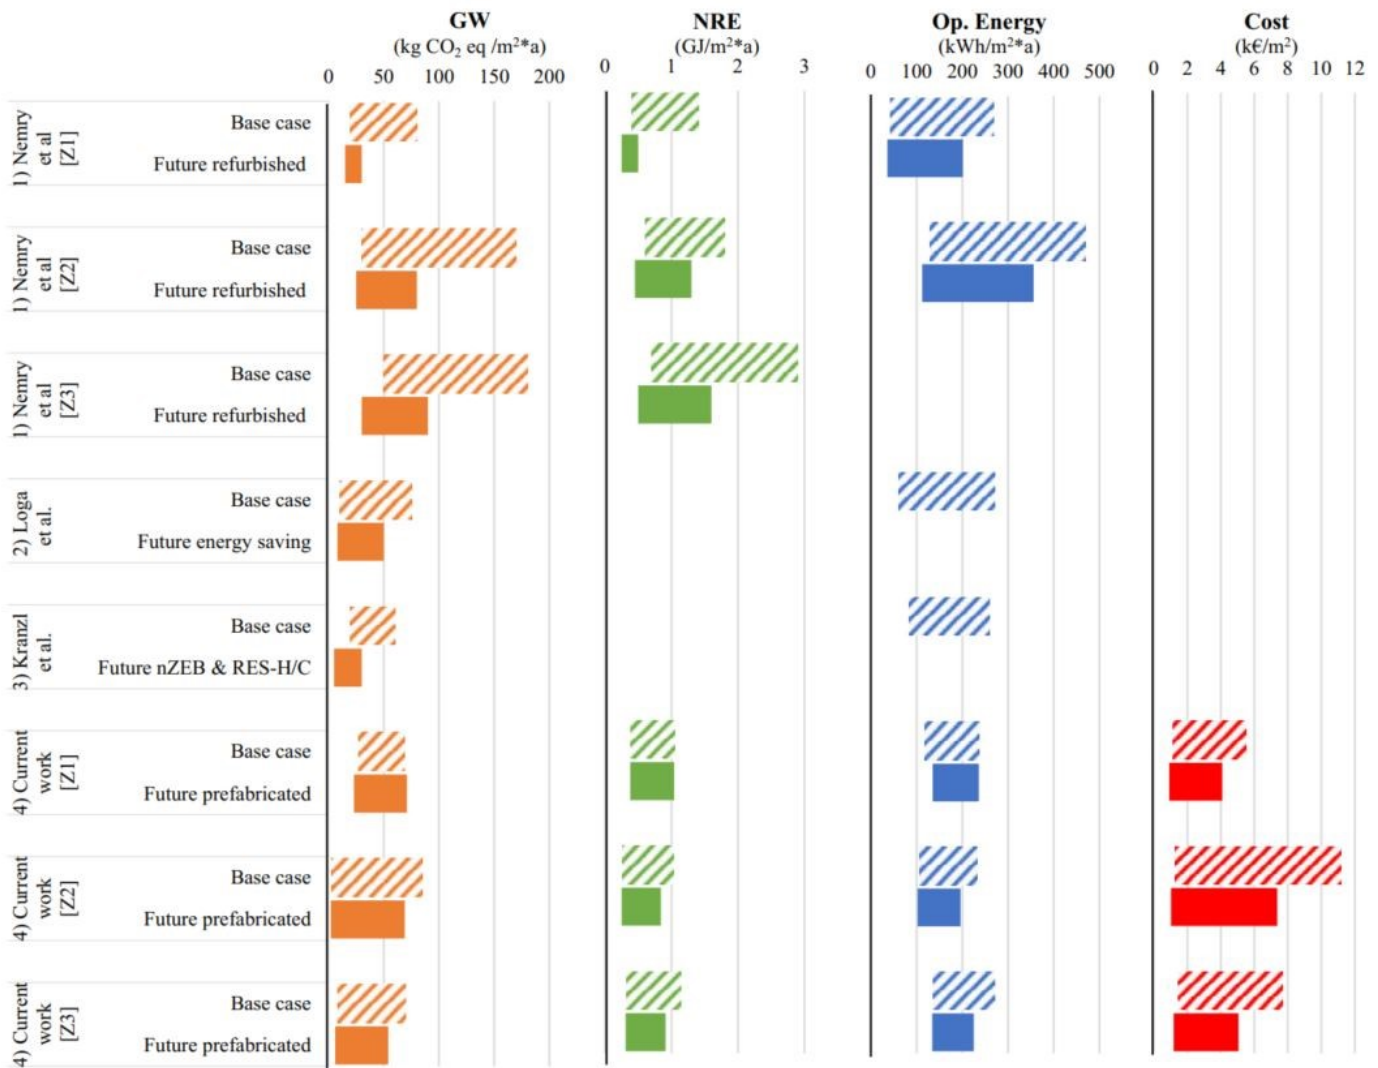 GW
(kg CO₂ eq /m²*a)
0 50 100 150 200
NRE
(GJ/m²*a)
0 1 2 3
Op. Energy
(kWh/m²*a)
0 100 200 300 400 500
Cost
(k€/m²)
0 2 4 6 8 10 12
1) Nemry
et al
[Z1]
Base case
Future refurbished
1) Nemry
et al
[Z2]
Base case
Future refurbished
1) Nemry
et al
[Z3]
Base case
Future refurbished
2) Loga
et al.
Base case
Future energy saving
3) Kranzl
et al.
Base case
Future nZEB & RES-H/C
4) Current
work
[Z1]
Base case
Future prefabricated
4) Current
work
[Z2]
Base case
Future prefabricated
4) Current
work
[Z3]
Base case
Future prefabricated